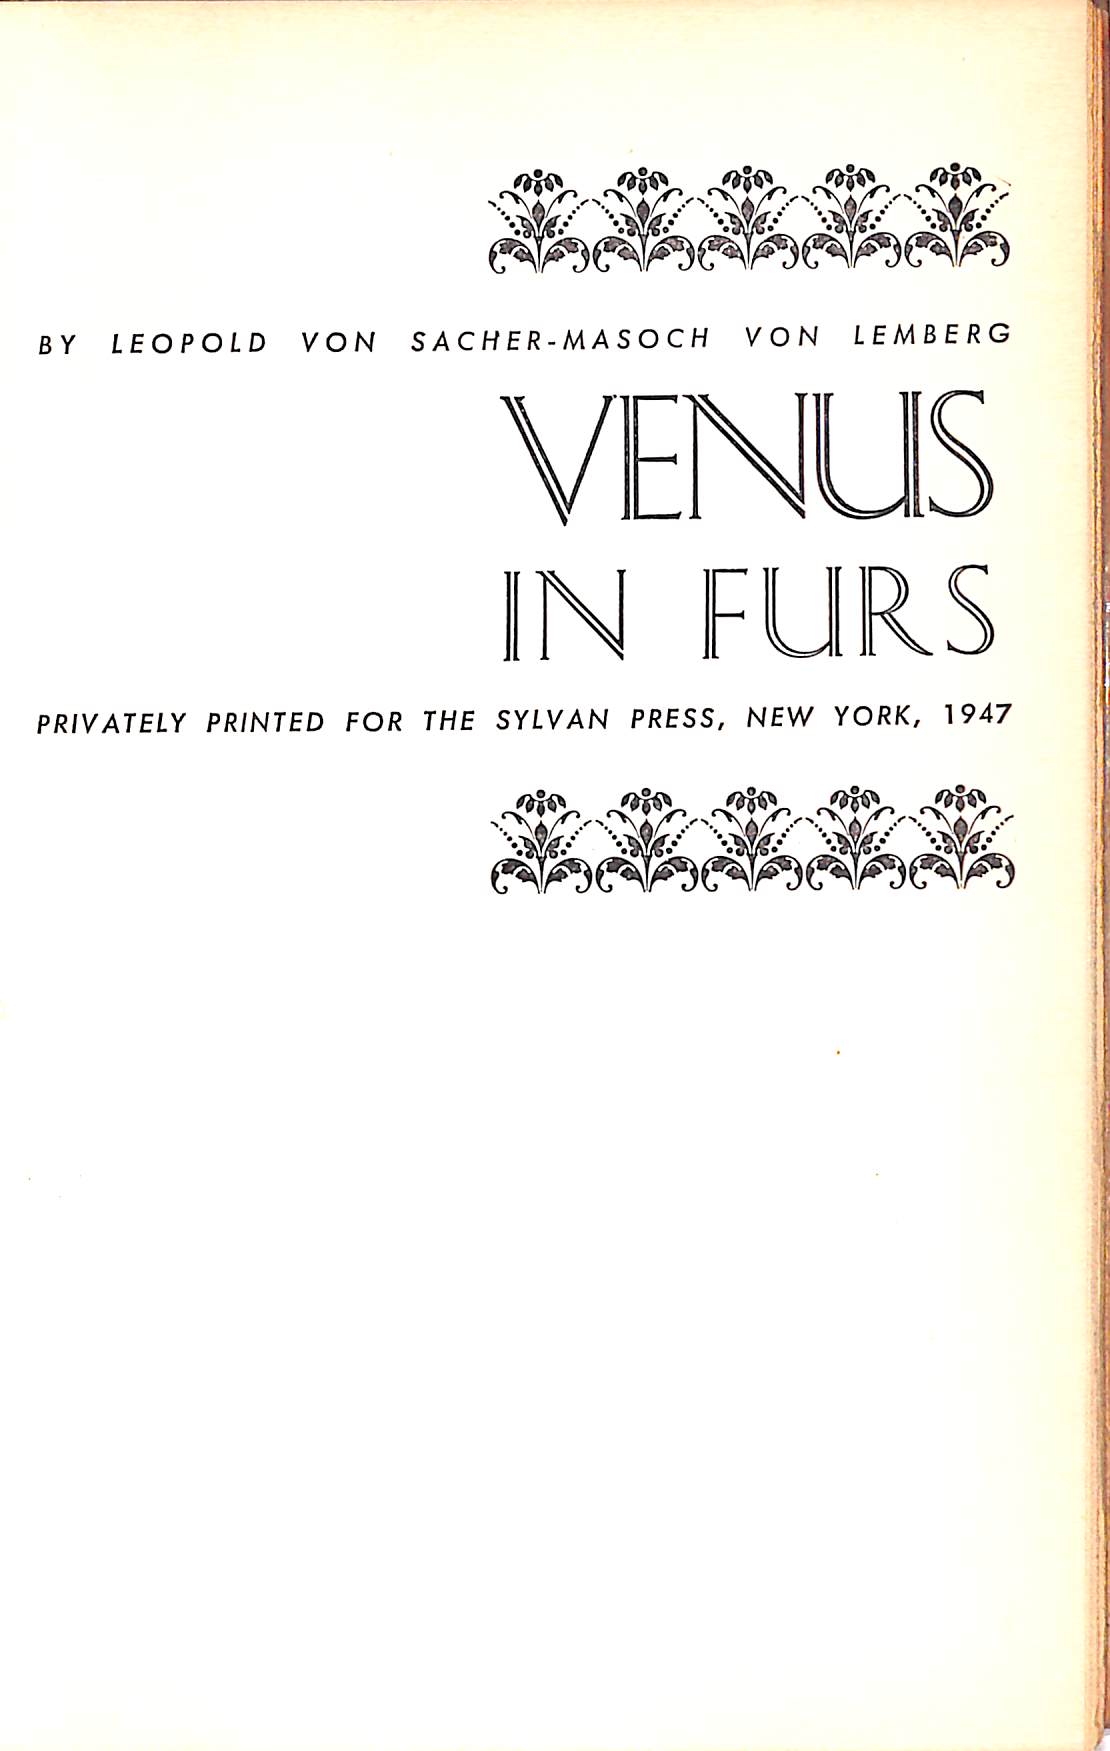 BY LEOPOLD VON SACHER-MASOCH VON LEMBERG
VENUS
IN FURS
PRIVATELY PRINTED FOR THE SYLVAN PRESS, NEW YORK, 1947